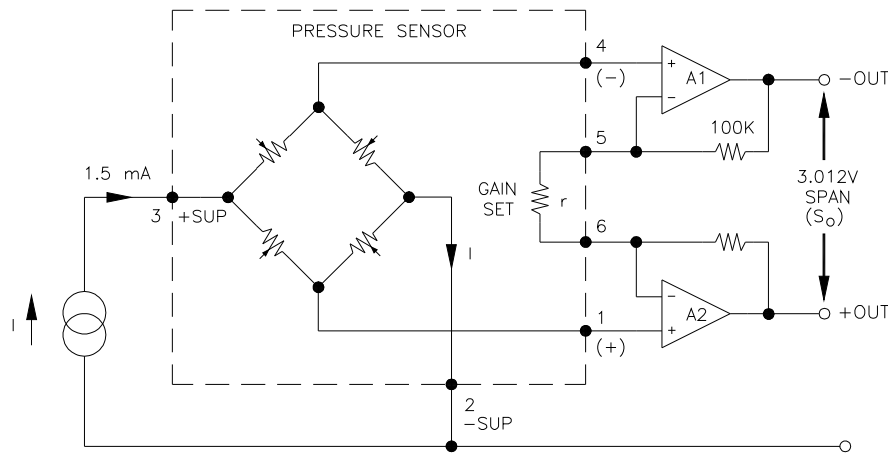 PRESSURE SENSOR
4
(-)
+
A1
-
-OUT
100K
5
1.5 mA
3
+SUP
GAIN
SET
r
3.012V
SPAN
(So)
6
I
I
-
A2
+
+OUT
1
(+)
2
-SUP